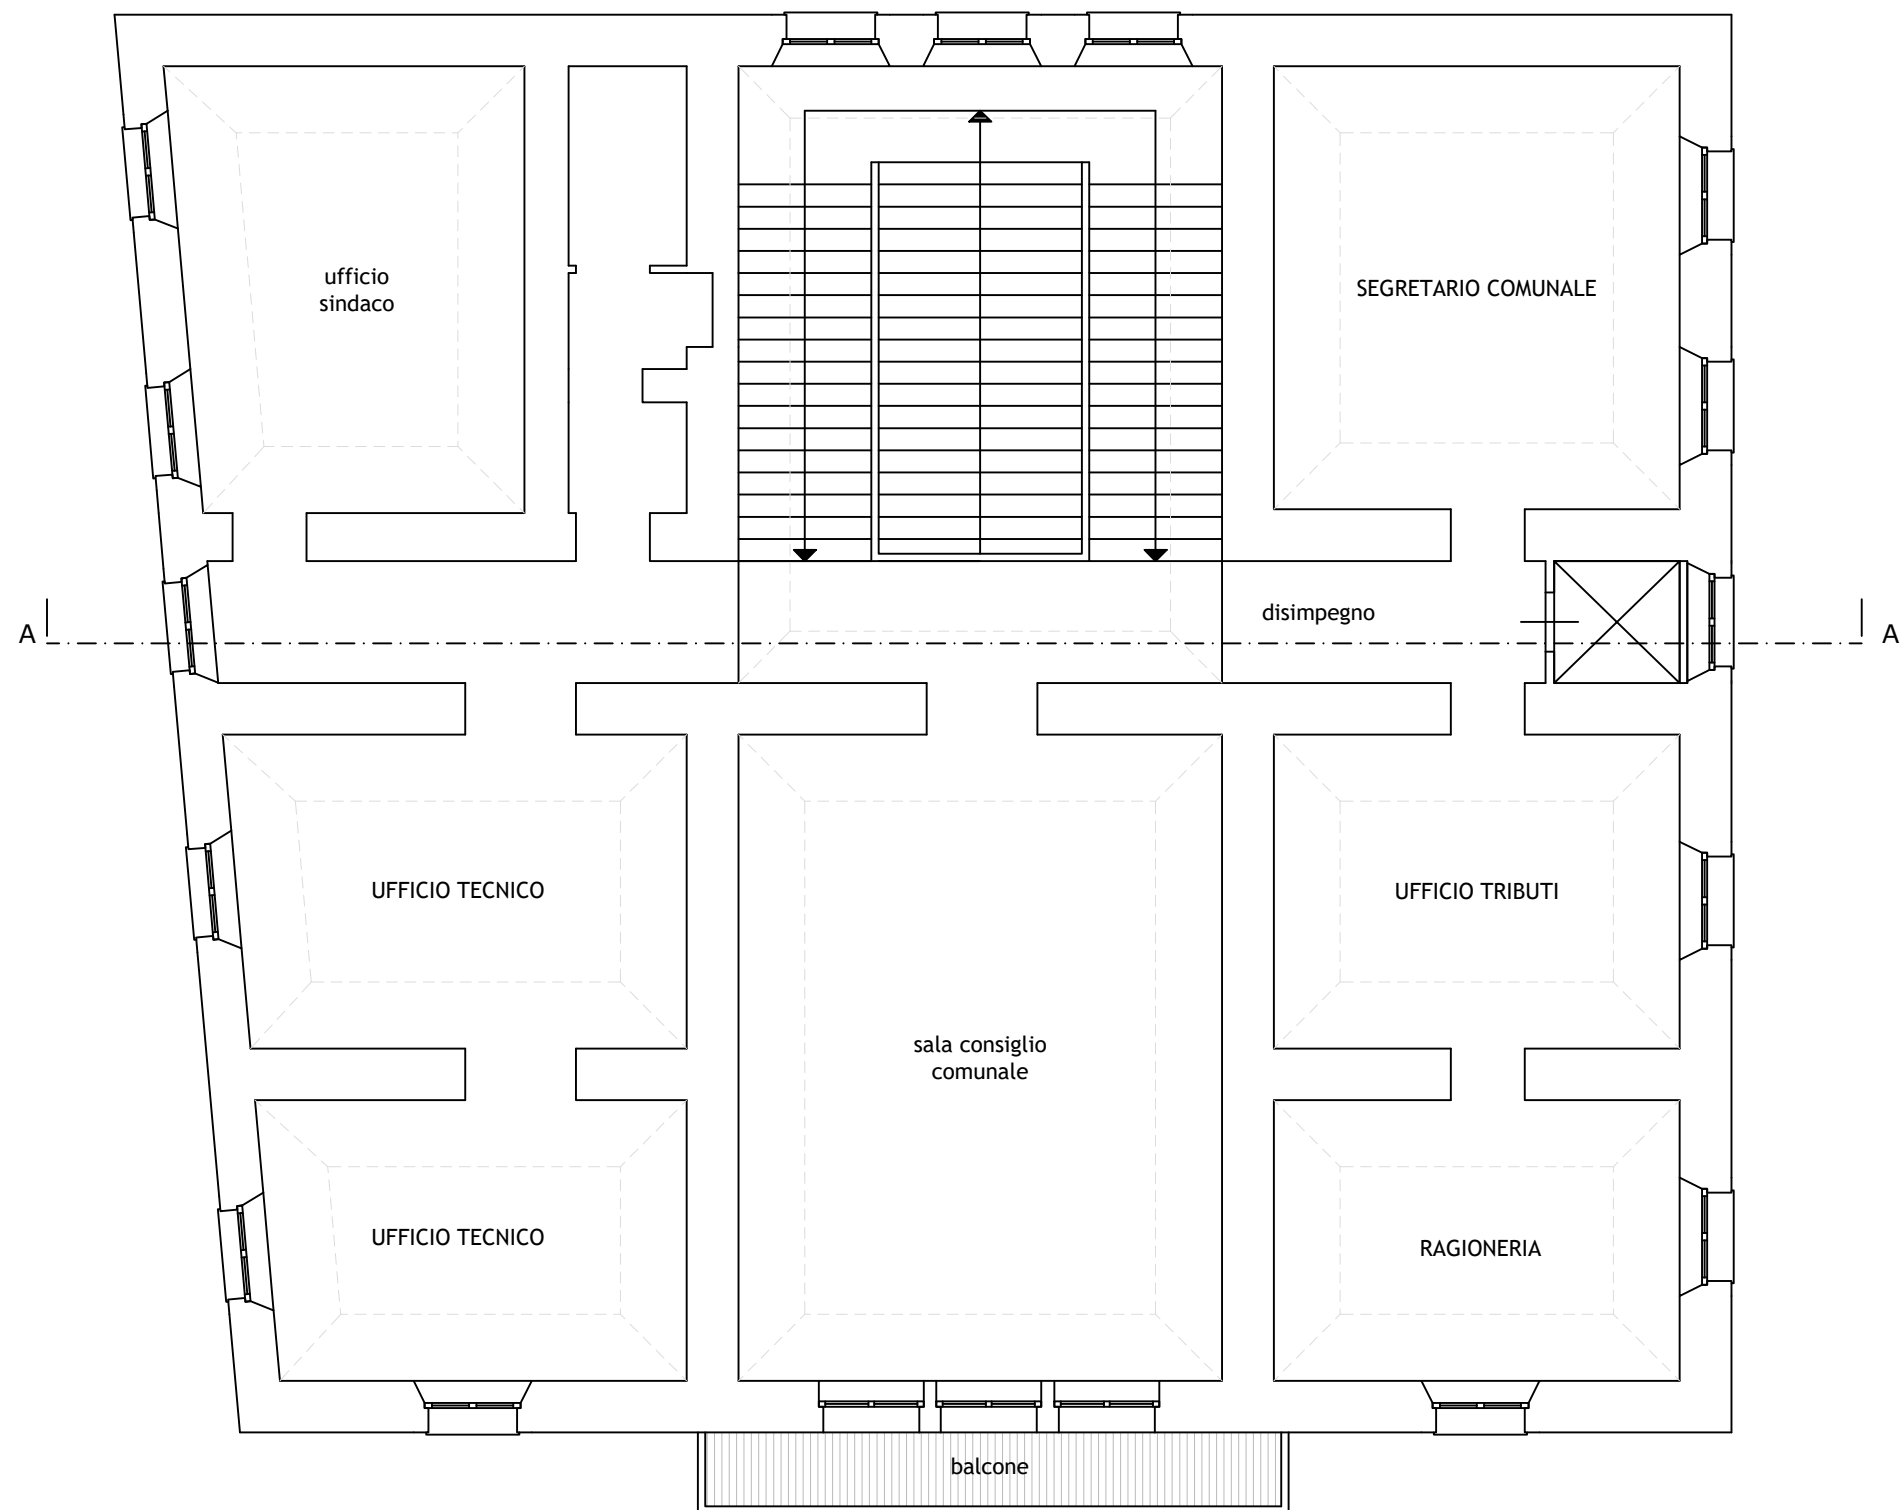 ufficio
sindaco
SEGRETARIO COMUNALE
disimpegno
A
A
UFFICIO TECNICO
UFFICIO TRIBUTI
sala consiglio
comunale
UFFICIO TECNICO
RAGIONERIA
balcone